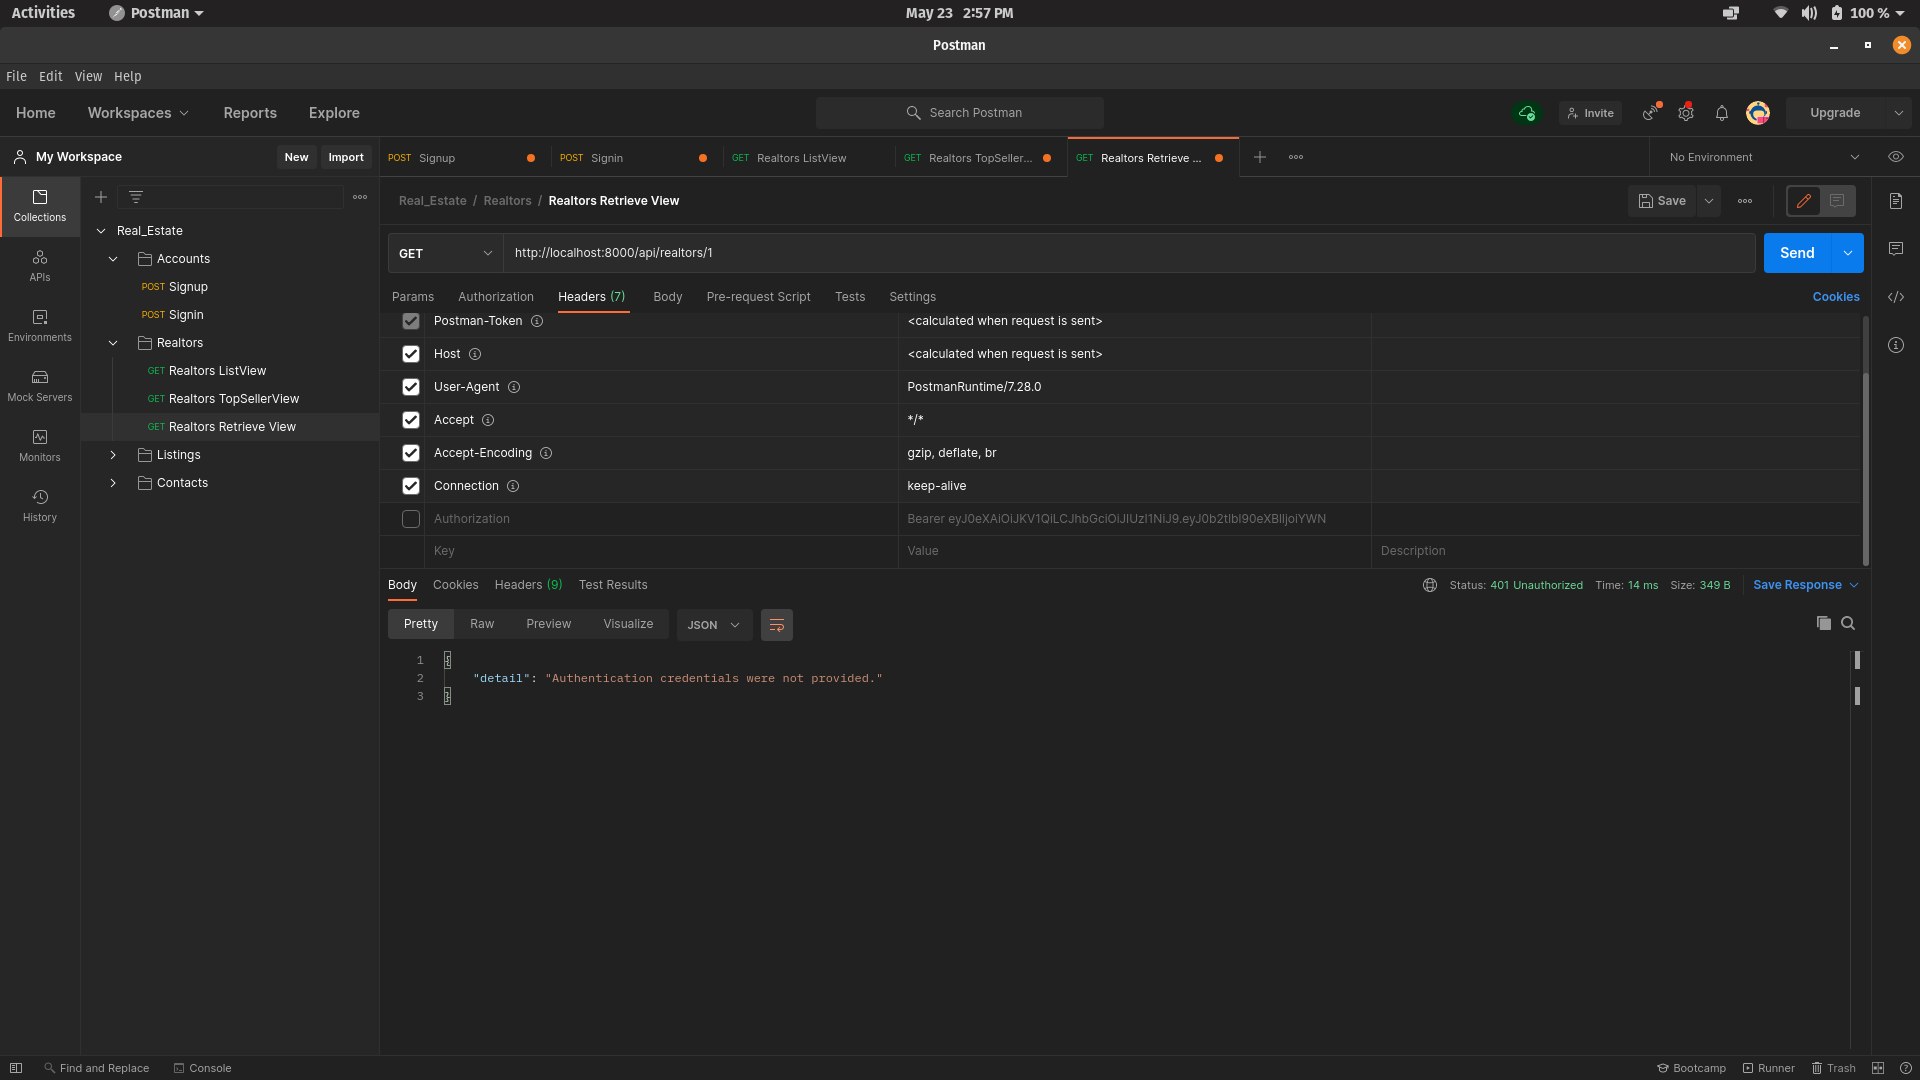 Activities
Postman
May 23 2:57 PM
100 %
Postman
File Edit View Help
Home Workspaces Reports Explore
Search Postman
Invite
Upgrade
My Workspace
New Import
POST Signup
POST Signin
GET Realtors ListView
GET Realtors TopSeller...
GET Realtors Retrieve ...
No Environment
Collections
APIs
Environments
Mock Servers
Monitors
History
Real_Estate
Accounts
POST Signup
POST Signin
Realtors
GET Realtors ListView
GET Realtors TopSellerView
GET Realtors Retrieve View
Listings
Contacts
Real_Estate / Realtors / Realtors Retrieve View
Save
GET http://localhost:8000/api/realtors/1
Send
Params Authorization Headers (7) Body Pre-request Script Tests Settings
Cookies
Postman-Token <calculated when request is sent>
Host <calculated when request is sent>
User-Agent PostmanRuntime/7.28.0
Accept */*
Accept-Encoding gzip, deflate, br
Connection keep-alive
Authorization Bearer
Key Value Description
Body Cookies Headers (9) Test Results
Status: 401 Unauthorized Time: 14 ms Size: 349 B Save Response
Pretty Raw Preview Visualize JSON
1 {
2 "detail": "Authentication credentials were not provided."
3 }
Find and Replace Console
Bootcamp Runner Trash